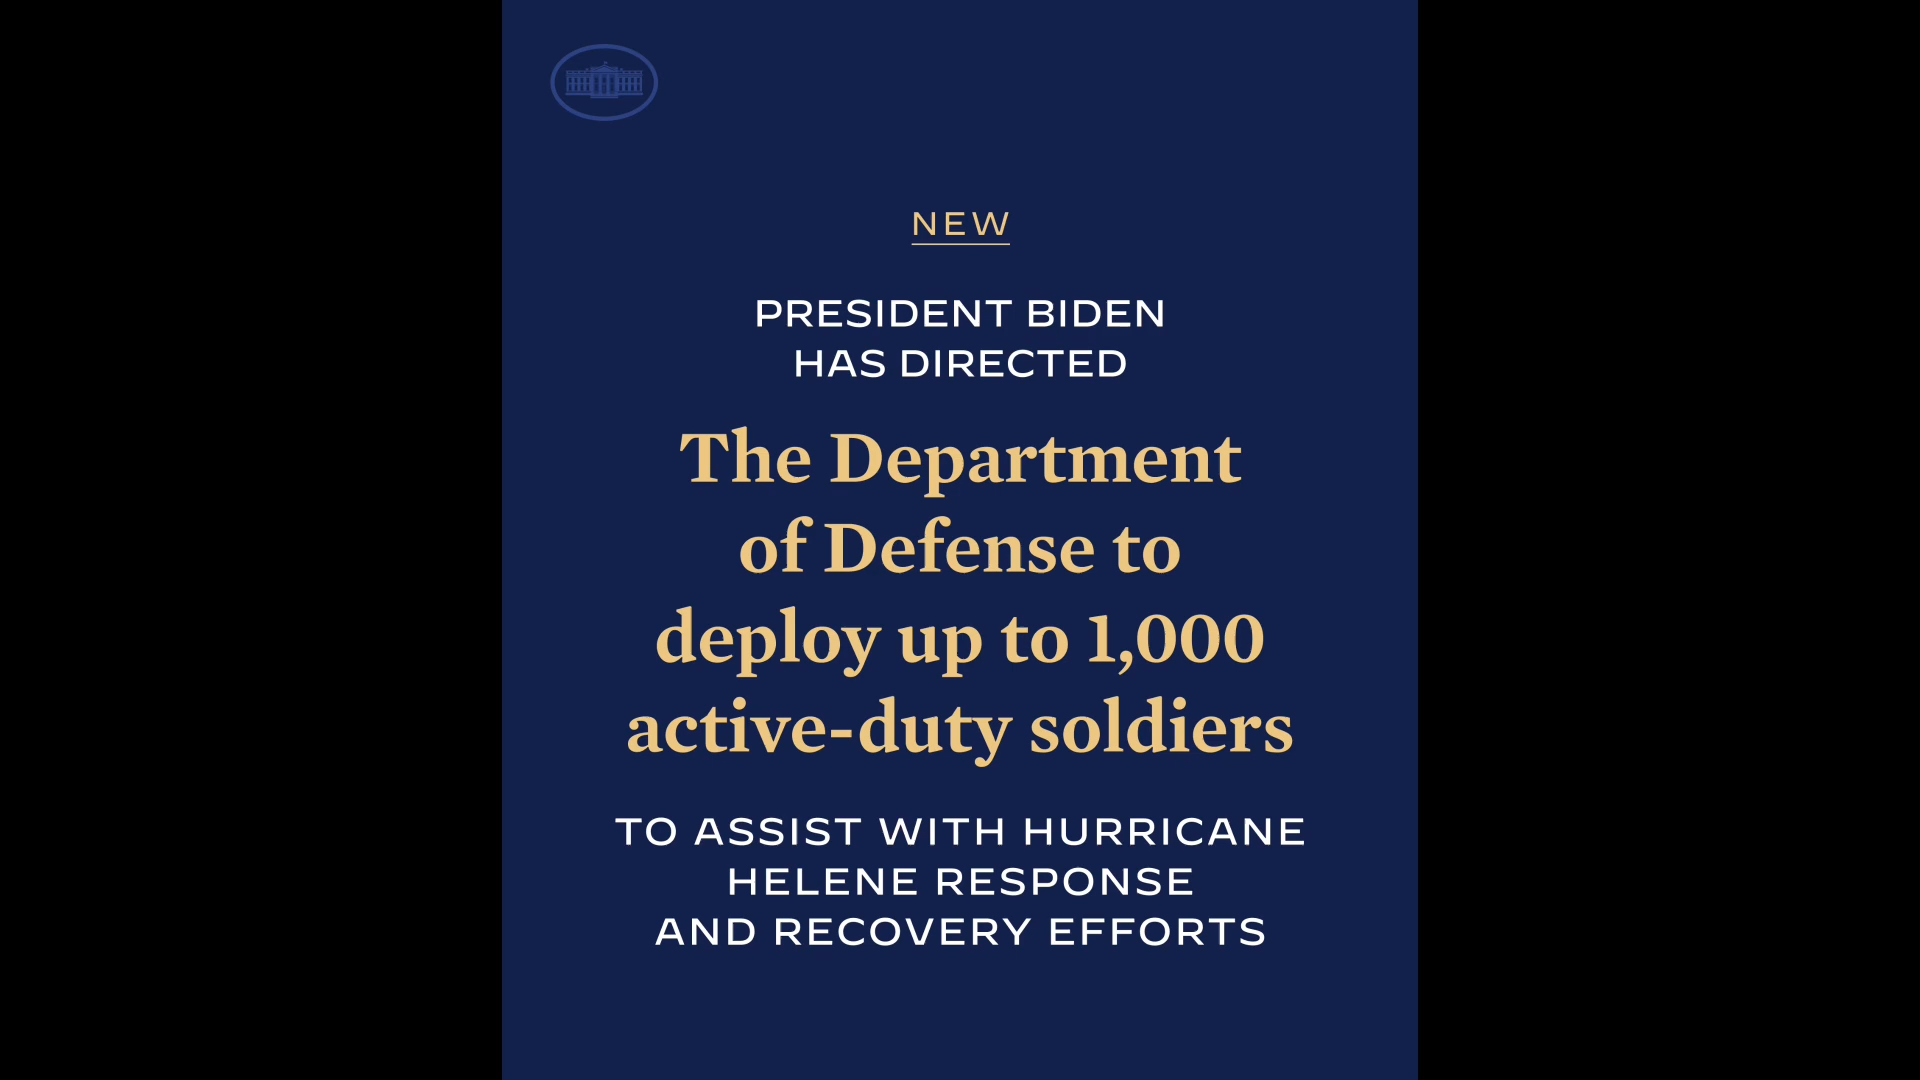 NEW
PRESIDENT BIDEN
HAS DIRECTED
The Department
of Defense to
deploy up to 1,000
active-duty soldiers
TO ASSIST WITH HURRICANE
HELENE RESPONSE
AND RECOVERY EFFORTS